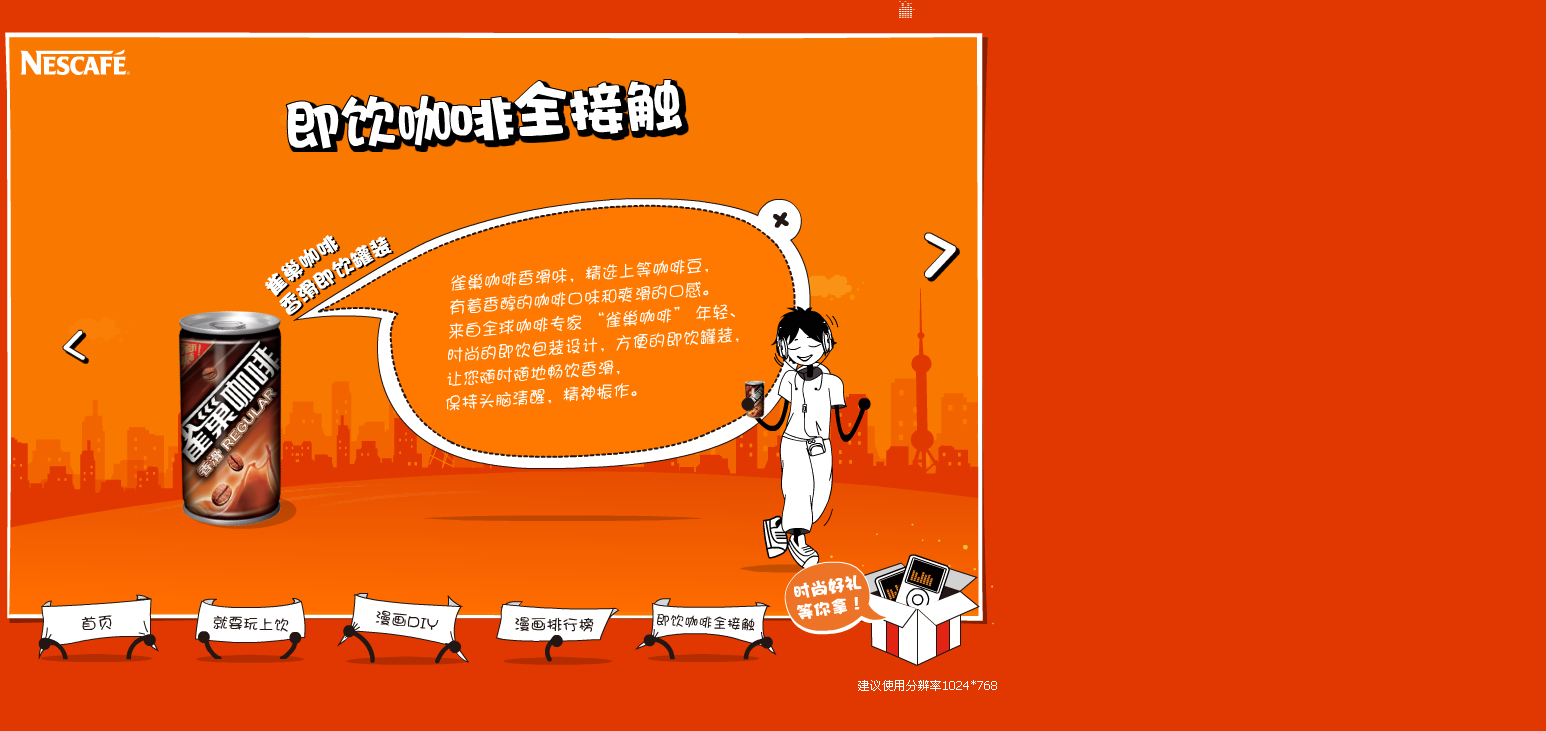 NESCAFÉ
即饮咖啡全接触
雀巢咖啡
香滑即饮罐装
雀巢咖啡香滑味，精选上等咖啡豆，
有着香醇的咖啡口味和爽滑的口感。
来自全球咖啡专家 “雀巢咖啡” 年轻、
时尚的即饮包装设计，方便的即饮罐装，
让您随时随地畅饮香滑，
保持头脑清醒，精神振作。
雀巢咖啡
REGULAR
香滑
时尚好礼
等你拿！
首页
就要玩上饮
漫画DIY
漫画排行榜
即饮咖啡全接触
建议使用分辨率1024*768